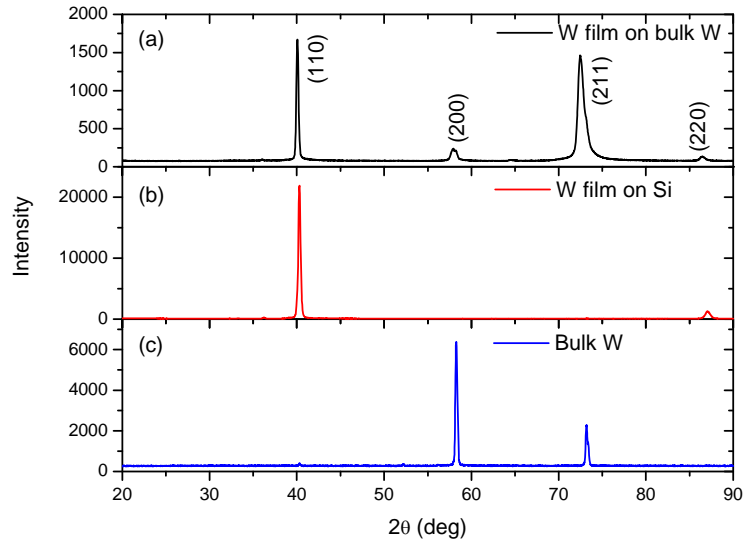 2000
(a)
W film on bulk W
1500
(110)
1000
(211)
500
(200)
(220)
0
(b)
W film on Si
20000
Intensity
10000
0
(c)
Bulk W
6000
4000
2000
0
20 30 40 50 60 70 80 90
2θ (deg)